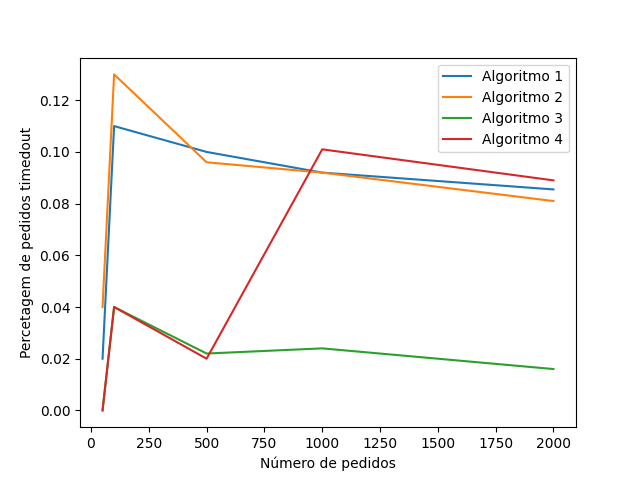 Algoritmo 1
Algoritmo 2
Algoritmo 3
Algoritmo 4
0.12
0.10
0.08
0.06
0.04
0.02
0.00
Percetagem de pedidos timedout
0 250 500 750 1000 1250 1500 1750 2000
Número de pedidos